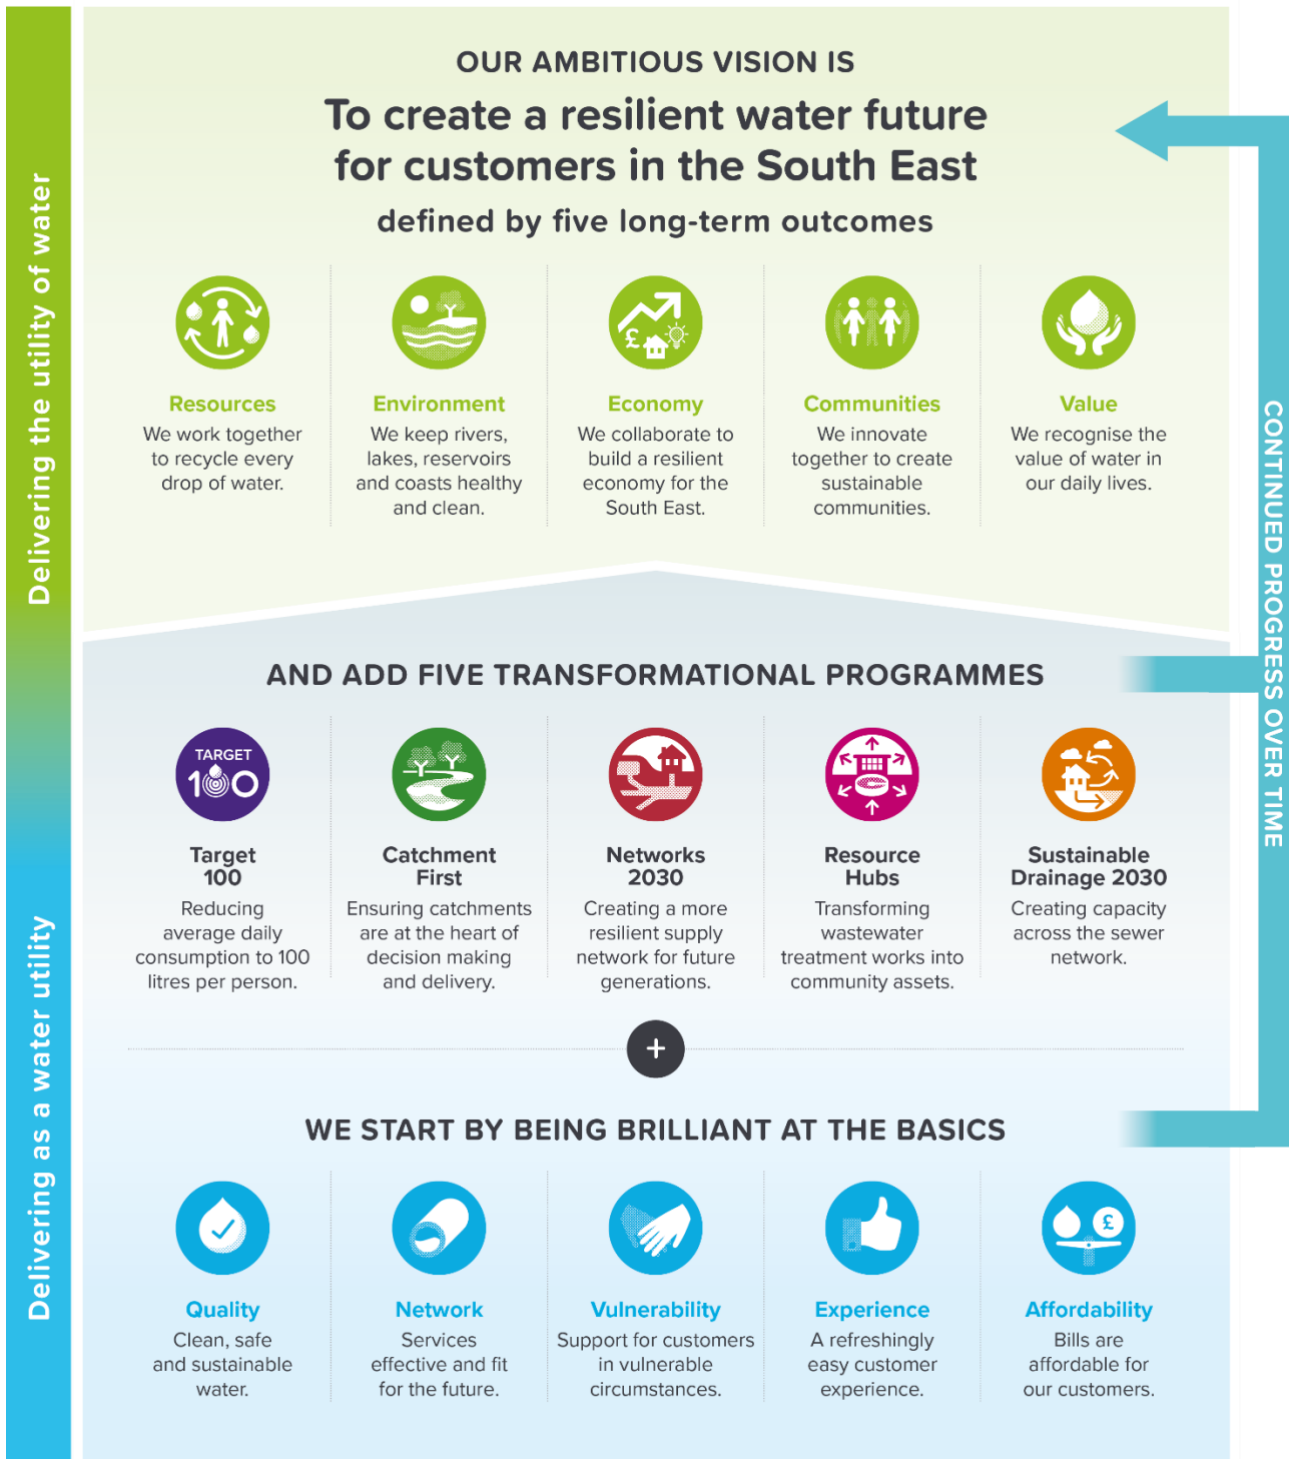 OUR AMBITIOUS VISION IS
To create a resilient water future
for customers in the South East
defined by five long-term outcomes
Resources
We work together
to recycle every
drop of water.
Environment
We keep rivers,
lakes, reservoirs
and coasts healthy
and clean.
Economy
£
We collaborate to
build a resilient
economy for the
South East.
Communities
We innovate
together to create
sustainable
communities.
Value
We recognise the
value of water in
our daily lives.
Delivering the utility of water
AND ADD FIVE TRANSFORMATIONAL PROGRAMMES
TARGET
100
Target
100
Reducing
average daily
consumption to 100
litres per person.
Catchment
First
Ensuring catchments
are at the heart of
decision making
and delivery.
Networks
2030
Creating a more
resilient supply
network for future
generations.
Resource
Hubs
Transforming
wastewater
treatment works into
community assets.
Sustainable
Drainage 2030
Creating capacity
across the sewer
network.
+
WE START BY BEING BRILLIANT AT THE BASICS
Quality
Clean, safe
and sustainable
water.
Network
Services
effective and fit
for the future.
Vulnerability
Support for customers
in vulnerable
circumstances.
Experience
A refreshingly
easy customer
experience.
£
Affordability
Bills are
affordable for
our customers.
Delivering as a water utility
CONTINUED PROGRESS OVER TIME